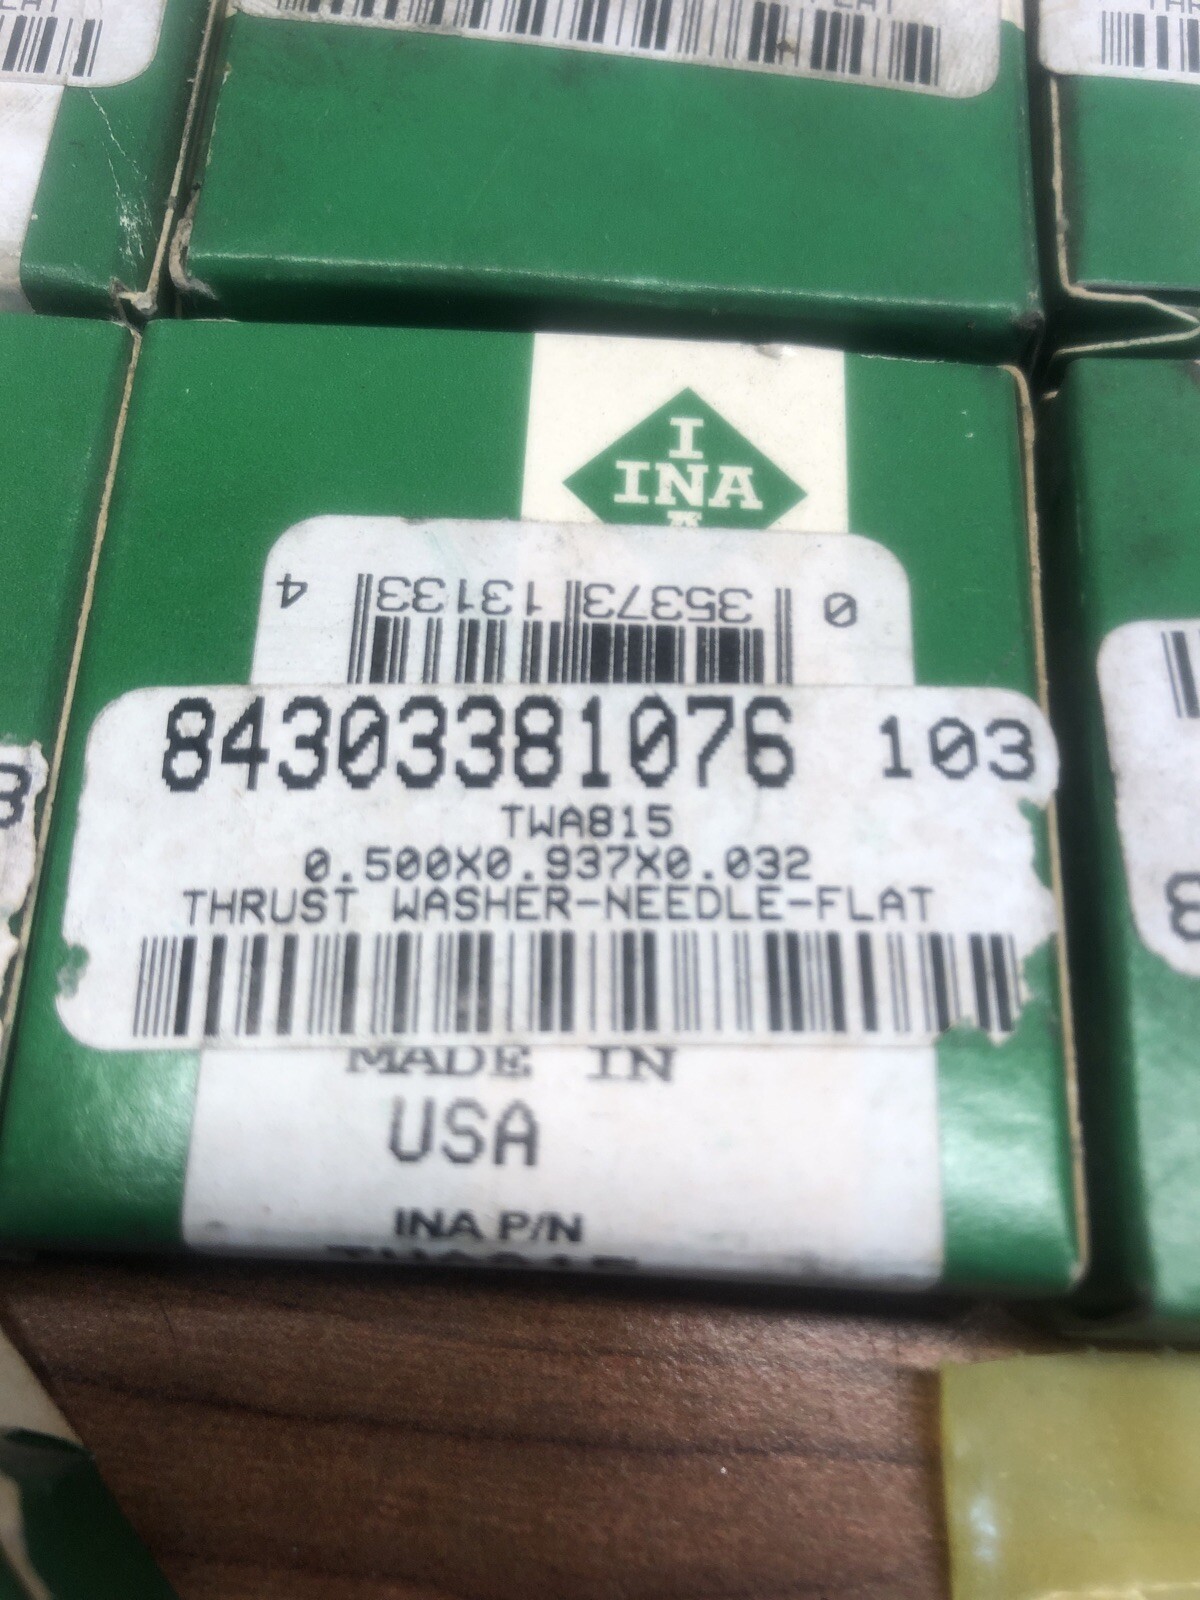 I
INA
A
0 35373 13133 4
84303381076 103
TWA815
0.500X0.937X0.032
THRUST WASHER-NEEDLE-FLAT
MADE IN
USA
INA P/N